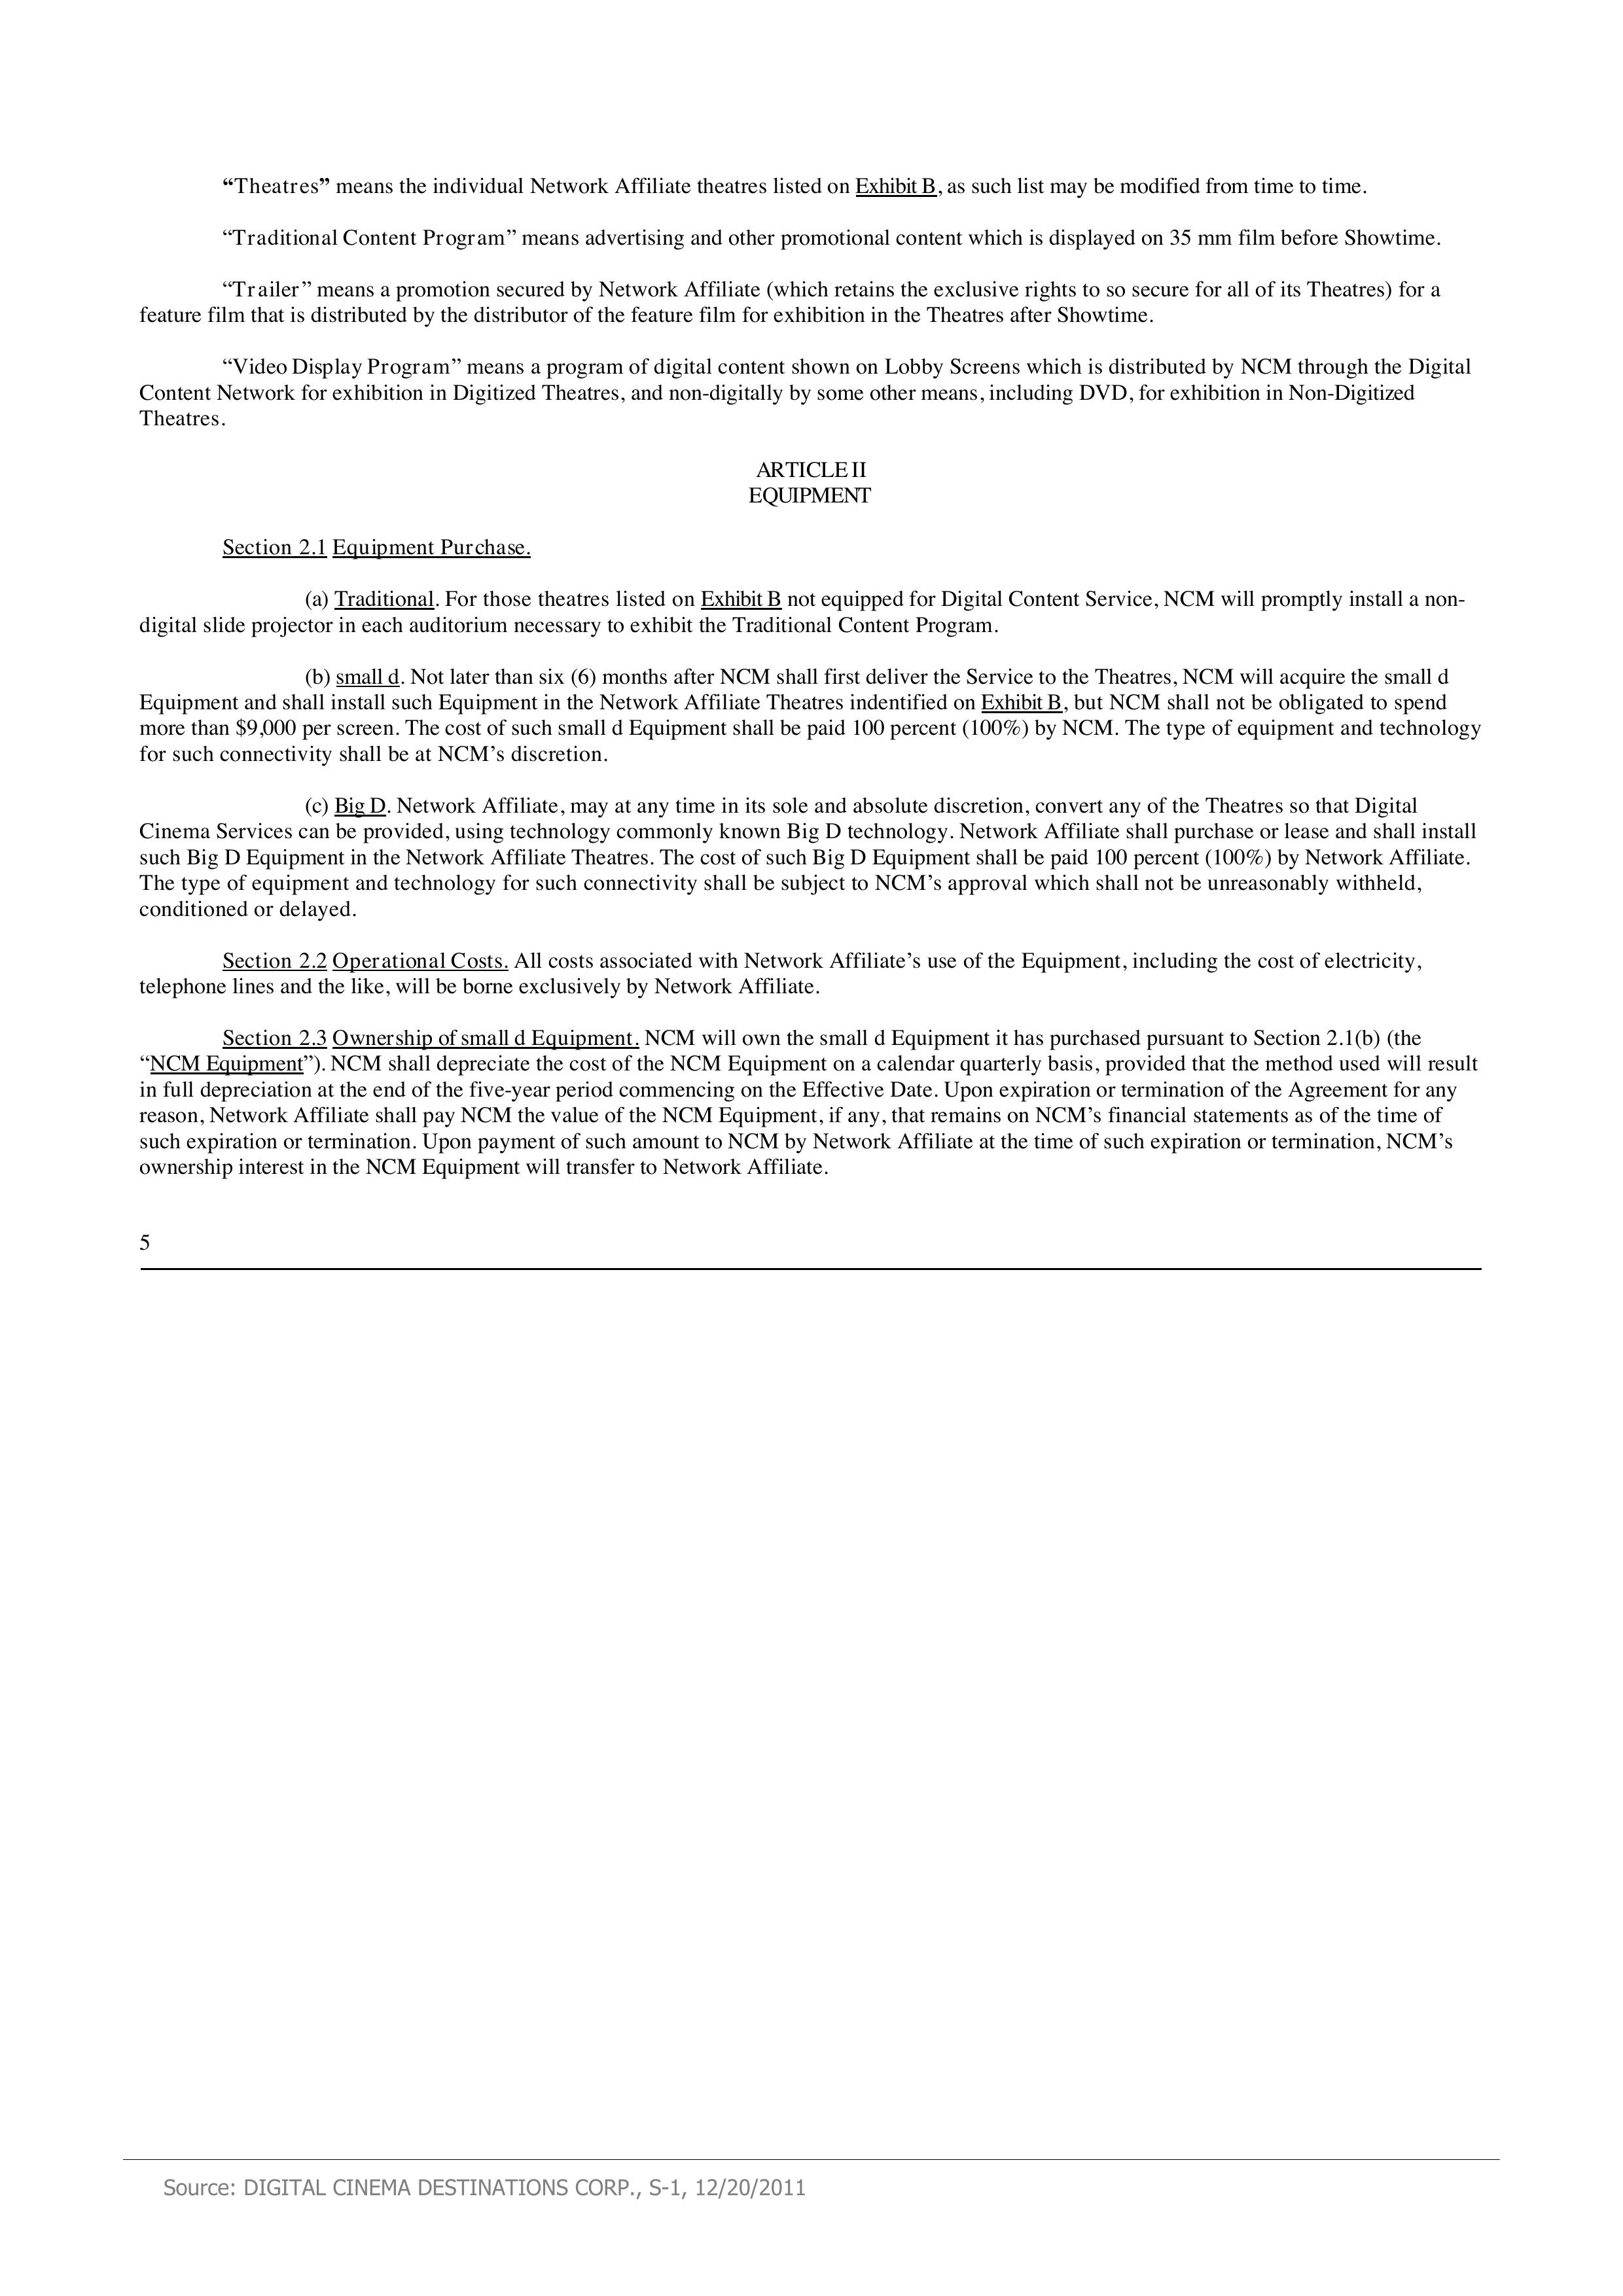 “Theatres” means the individual Network Affiliate theatres listed on Exhibit B, as such list may be modified from time to time.
“Traditional Content Program” means advertising and other promotional content which is displayed on 35 mm film before Showtime.
“Trailer” means a promotion secured by Network Affiliate (which retains the exclusive rights to so secure for all of its Theatres) for a
feature film that is distributed by the distributor of the feature film for exhibition in the Theatres after Showtime.
“Video Display Program” means a program of digital content shown on Lobby Screens which is distributed by NCM through the Digital
Content Network for exhibition in Digitized Theatres, and non-digitally by some other means, including DVD, for exhibition in Non-Digitized
Theatres.
ARTICLE II
EQUIPMENT
Section 2.1 Equipment Purchase.
(a) Traditional. For those theatres listed on Exhibit B not equipped for Digital Content Service, NCM will promptly install a non-
digital slide projector in each auditorium necessary to exhibit the Traditional Content Program.
(b) small d. Not later than six (6) months after NCM shall first deliver the Service to the Theatres, NCM will acquire the small d
Equipment and shall install such Equipment in the Network Affiliate Theatres indentified on Exhibit B, but NCM shall not be obligated to spend
more than $9,000 per screen. The cost of such small d Equipment shall be paid 100 percent (100%) by NCM. The type of equipment and technology
for such connectivity shall be at NCM’s discretion.
(c) Big D. Network Affiliate, may at any time in its sole and absolute discretion, convert any of the Theatres so that Digital
Cinema Services can be provided, using technology commonly known Big D technology. Network Affiliate shall purchase or lease and shall install
such Big D Equipment in the Network Affiliate Theatres. The cost of such Big D Equipment shall be paid 100 percent (100%) by Network Affiliate.
The type of equipment and technology for such connectivity shall be subject to NCM’s approval which shall not be unreasonably withheld,
conditioned or delayed.
Section 2.2 Operational Costs. All costs associated with Network Affiliate’s use of the Equipment, including the cost of electricity,
telephone lines and the like, will be borne exclusively by Network Affiliate.
Section 2.3 Ownership of small d Equipment. NCM will own the small d Equipment it has purchased pursuant to Section 2.1(b) (the
“NCM Equipment”). NCM shall depreciate the cost of the NCM Equipment on a calendar quarterly basis, provided that the method used will result
in full depreciation at the end of the five-year period commencing on the Effective Date. Upon expiration or termination of the Agreement for any
reason, Network Affiliate shall pay NCM the value of the NCM Equipment, if any, that remains on NCM’s financial statements as of the time of
such expiration or termination. Upon payment of such amount to NCM by Network Affiliate at the time of such expiration or termination, NCM’s
ownership interest in the NCM Equipment will transfer to Network Affiliate.
5
Source: DIGITAL CINEMA DESTINATIONS CORP., S-1, 12/20/2011